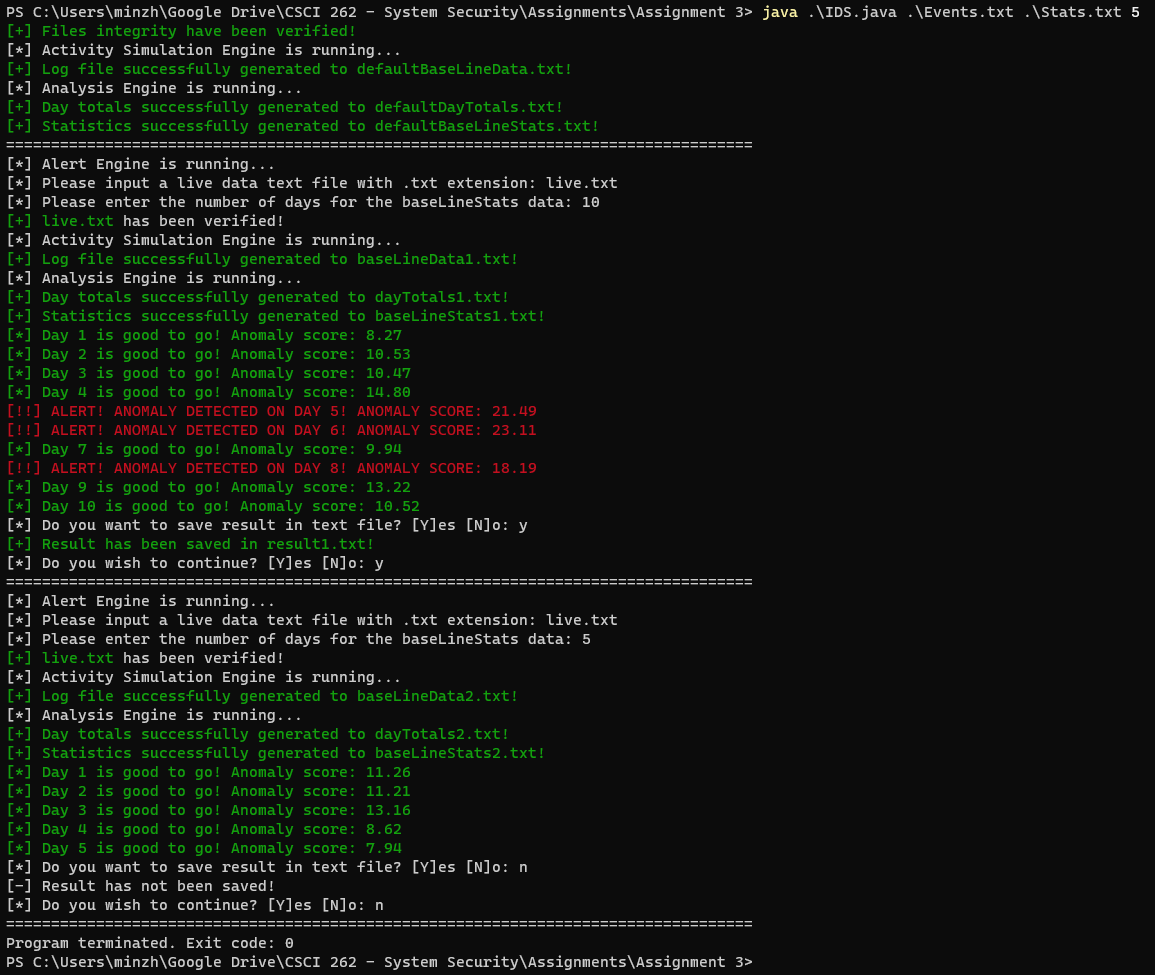 PS C:\Users\minzh\Google Drive\CSCI 262 - System Security\Assignments\Assignment 3> java .\IDS.java .\Events.txt .\Stats.txt 5
[+] Files integrity have been verified!
[*] Activity Simulation Engine is running...
[+] Log file successfully generated to defaultBaseLineData.txt!
[*] Analysis Engine is running...
[+] Day totals successfully generated to defaultDayTotals.txt!
[+] Statistics successfully generated to defaultBaseLineStats.txt!
===================================================================================
[*] Alert Engine is running...
[*] Please input a live data text file with .txt extension: live.txt
[*] Please enter the number of days for the baseLineStats data: 10
[+] live.txt has been verified!
[*] Activity Simulation Engine is running...
[+] Log file successfully generated to baseLineData1.txt!
[*] Analysis Engine is running...
[+] Day totals successfully generated to dayTotals1.txt!
[+] Statistics successfully generated to baseLineStats1.txt!
[*] Day 1 is good to go! Anomaly score: 8.27
[*] Day 2 is good to go! Anomaly score: 10.53
[*] Day 3 is good to go! Anomaly score: 10.47
[*] Day 4 is good to go! Anomaly score: 14.80
[!!] ALERT! ANOMALY DETECTED ON DAY 5! ANOMALY SCORE: 21.49
[!!] ALERT! ANOMALY DETECTED ON DAY 6! ANOMALY SCORE: 23.11
[*] Day 7 is good to go! Anomaly score: 9.94
[!!] ALERT! ANOMALY DETECTED ON DAY 8! ANOMALY SCORE: 18.19
[*] Day 9 is good to go! Anomaly score: 13.22
[*] Day 10 is good to go! Anomaly score: 10.52
[*] Do you want to save result in text file? [Y]es [N]o: y
[+] Result has been saved in result1.txt!
[*] Do you wish to continue? [Y]es [N]o: y
===================================================================================
[*] Alert Engine is running...
[*] Please input a live data text file with .txt extension: live.txt
[*] Please enter the number of days for the baseLineStats data: 5
[+] live.txt has been verified!
[*] Activity Simulation Engine is running...
[+] Log file successfully generated to baseLineData2.txt!
[*] Analysis Engine is running...
[+] Day totals successfully generated to dayTotals2.txt!
[+] Statistics successfully generated to baseLineStats2.txt!
[*] Day 1 is good to go! Anomaly score: 11.26
[*] Day 2 is good to go! Anomaly score: 11.21
[*] Day 3 is good to go! Anomaly score: 13.16
[*] Day 4 is good to go! Anomaly score: 8.62
[*] Day 5 is good to go! Anomaly score: 7.94
[*] Do you want to save result in text file? [Y]es [N]o: n
[-] Result has not been saved!
[*] Do you wish to continue? [Y]es [N]o: n
===================================================================================
Program terminated. Exit code: 0
PS C:\Users\minzh\Google Drive\CSCI 262 - System Security\Assignments\Assignment 3>